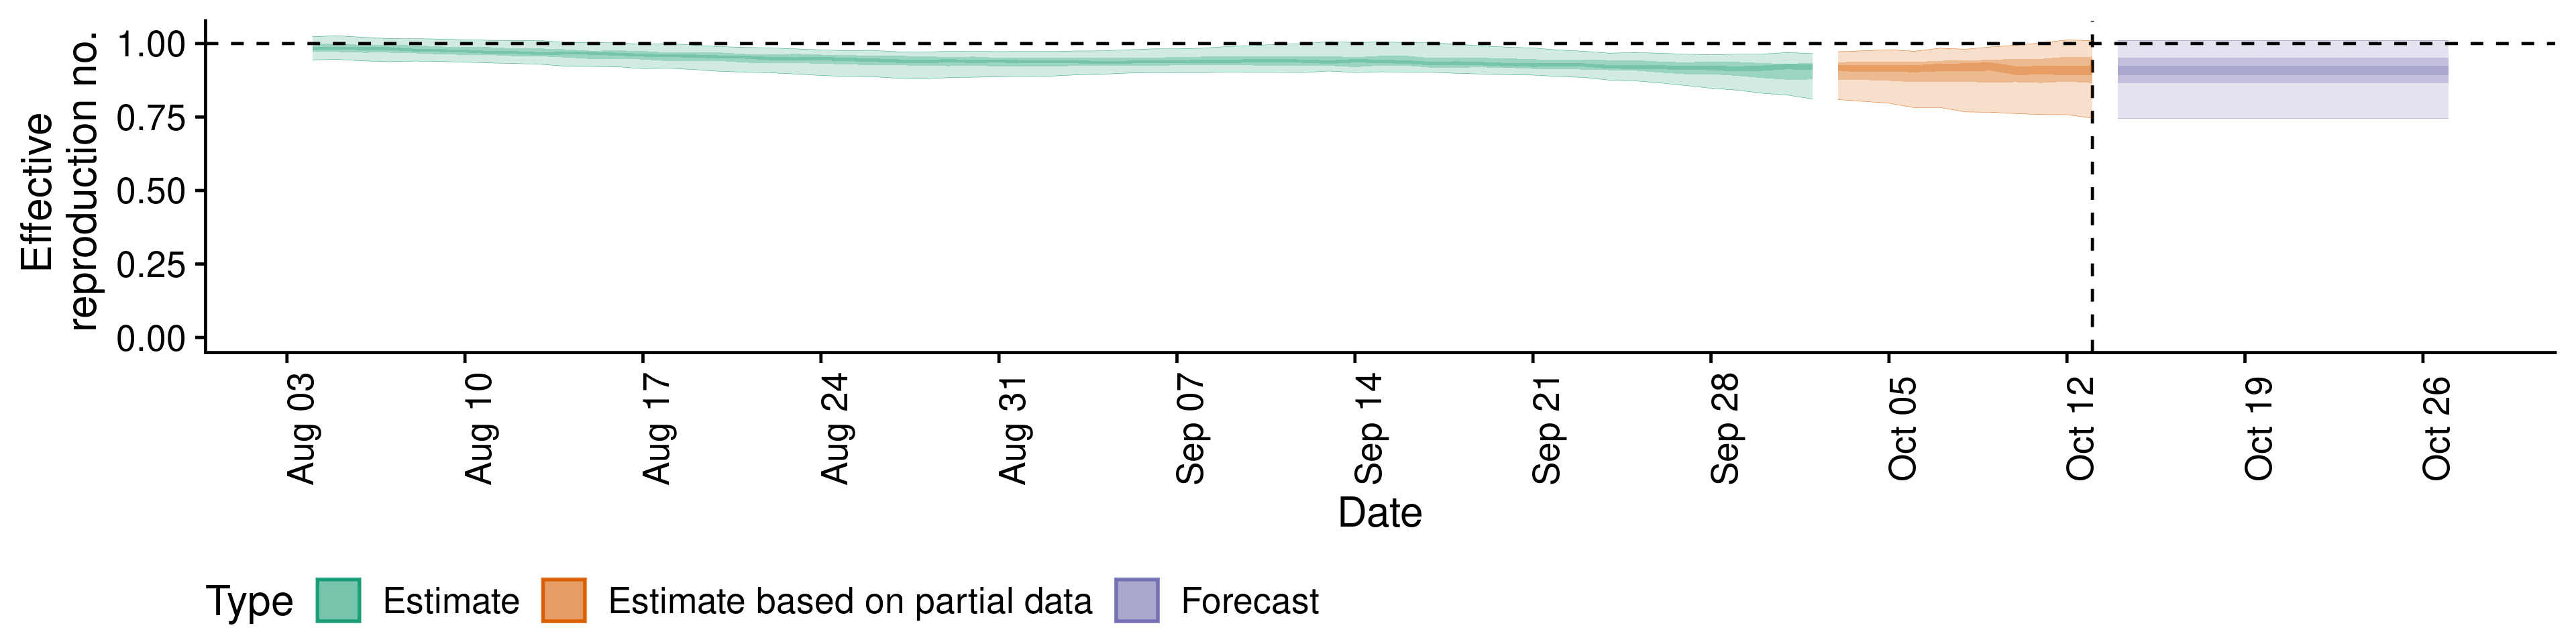 Effective
reproduction no.
1.00
0.75
0.50
0.25
0.00
Aug 03
Aug 10
Aug 17
Aug 24
Aug 31
Sep 07
Sep 14
Sep 21
Sep 28
Oct 05
Oct 12
Oct 19
Oct 26
Date
Type Estimate Estimate based on partial data Forecast